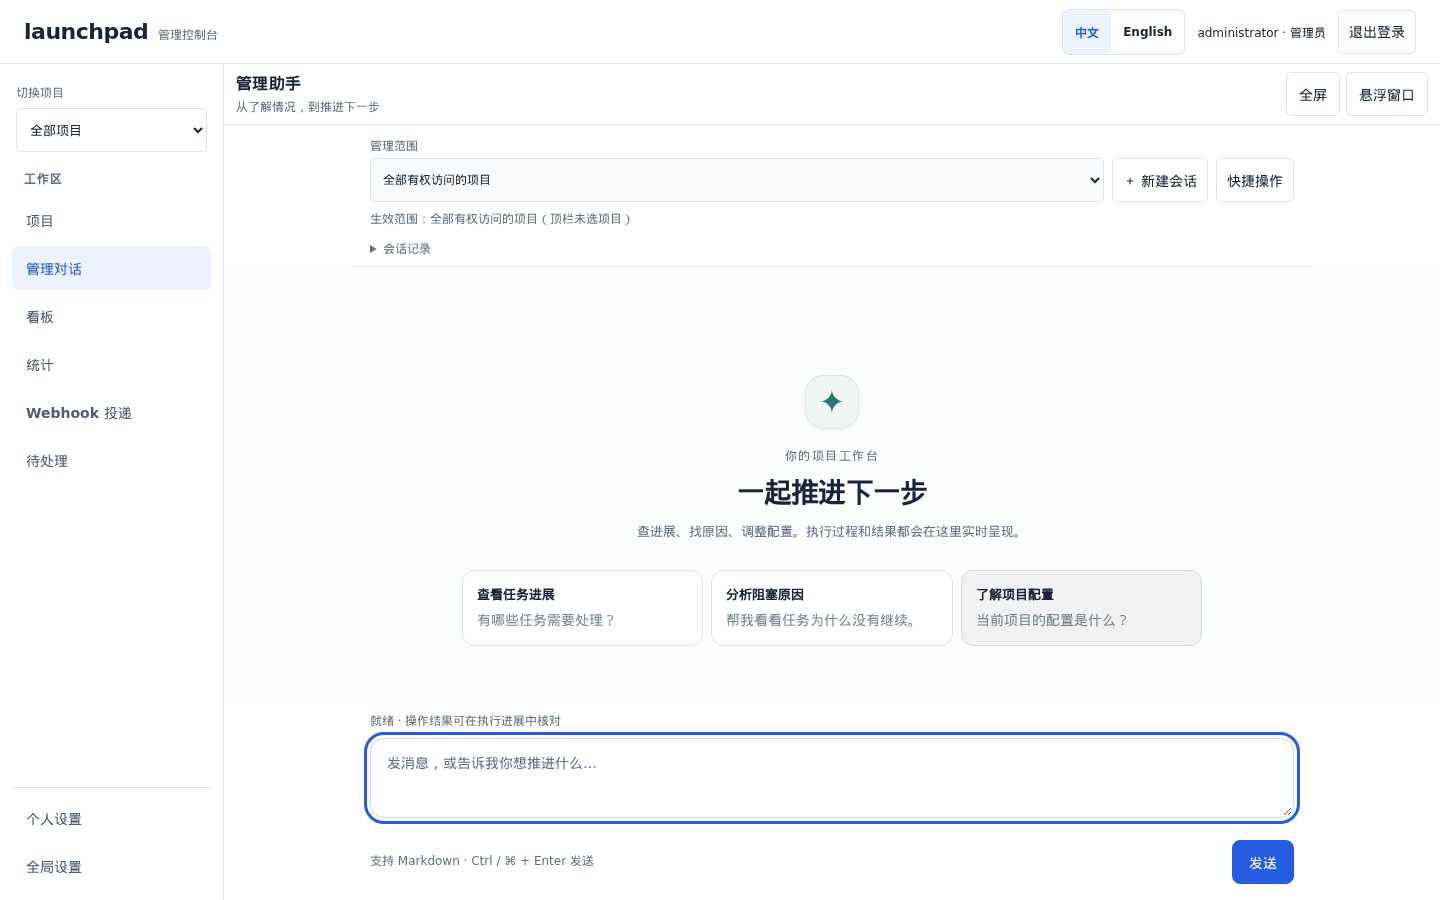 launchpad 管理控制台
中文 English administrator · 管理员 退出登录
切换项目
全部项目
工作区
项目
管理对话
看板
统计
Webhook 投递
待处理
个人设置
全局设置
管理助手
从了解情况，到推进下一步
全屏 悬浮窗口
管理范围
全部有权访问的项目
+ 新建会话 快捷操作
生效范围：全部有权访问的项目（顶栏未选项目）
▶ 会话记录
你的项目工作台
一起推进下一步
查进展、找原因、调整配置。执行过程和结果都会在这里实时呈现。
查看任务进展
有哪些任务需要处理？
分析阻塞原因
帮我看看任务为什么没有继续。
了解项目配置
当前项目的配置是什么？
就绪 · 操作结果可在执行进展中核对
发消息，或告诉我你想推进什么...
支持 Markdown · Ctrl / ⌘ + Enter 发送
发送